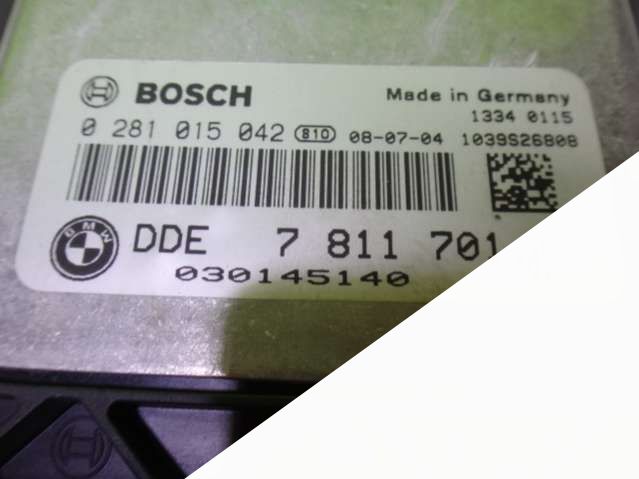 BOSCH Made in Germany
1334 0115
0 281 015 042 810 08-07-04 1039S26808
BMW DDE 7 811 701
030145140